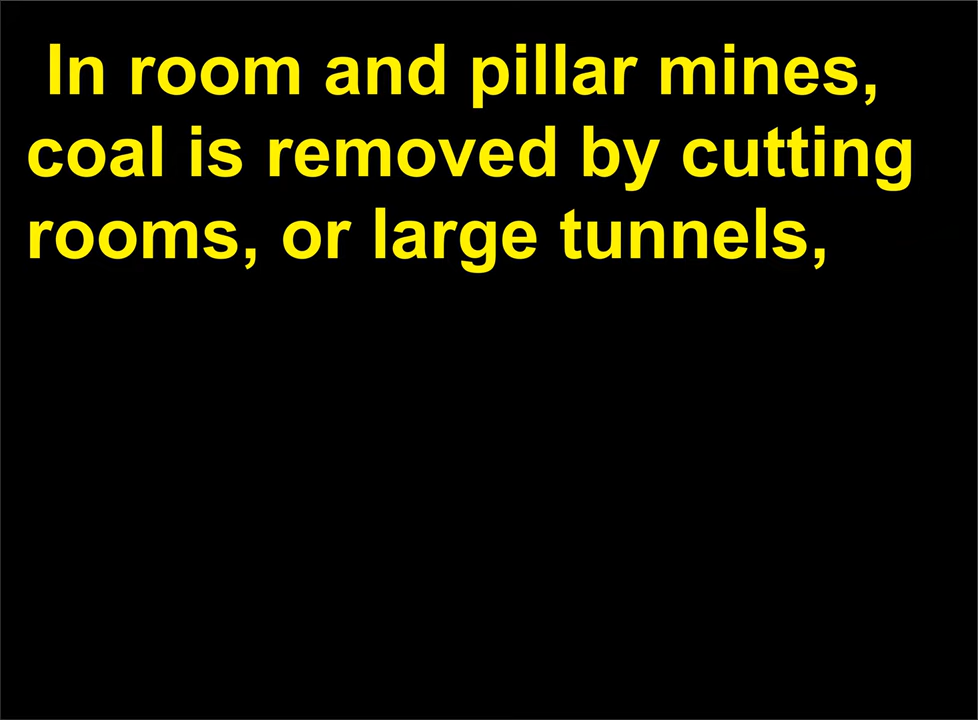 In room and pillar mines,
coal is removed by cutting
rooms, or large tunnels,